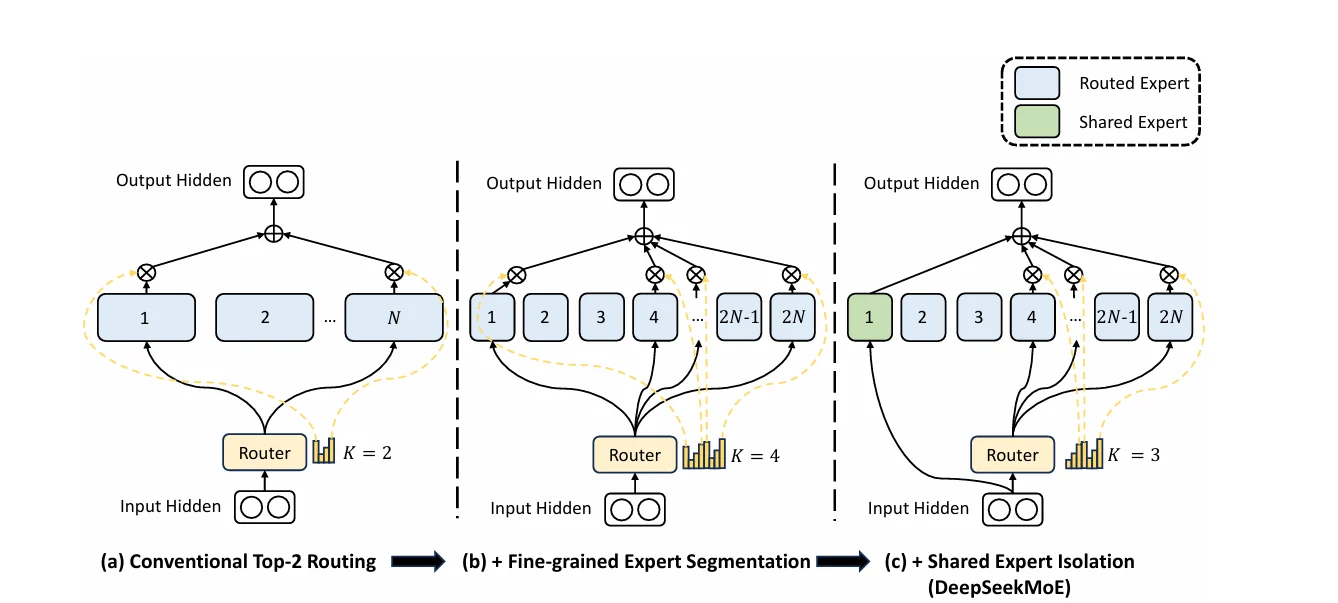 Routed Expert
Shared Expert
Output Hidden
1
2
...
N
Router
K = 2
Input Hidden
(a) Conventional Top-2 Routing
Output Hidden
1
2
3
4
...
2N-1
2N
Router
K = 4
Input Hidden
(b) + Fine-grained Expert Segmentation
Output Hidden
1
2
3
4
...
2N-1
2N
Router
K = 3
Input Hidden
(c) + Shared Expert Isolation
(DeepSeekMoE)